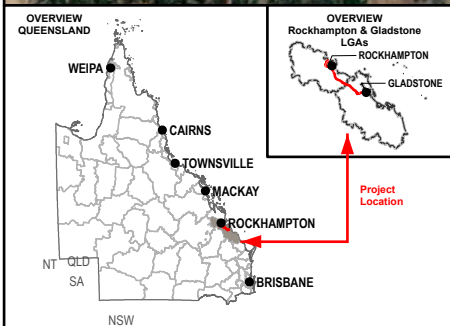 OVERVIEW
QUEENSLAND
WEIPA
CAIRNS
TOWNSVILLE
MACKAY
ROCKHAMPTON
BRISBANE
NT QLD
SA
NSW
OVERVIEW
Rockhampton & Gladstone
LGAs
ROCKHAMPTON
GLADSTONE
Project
Location